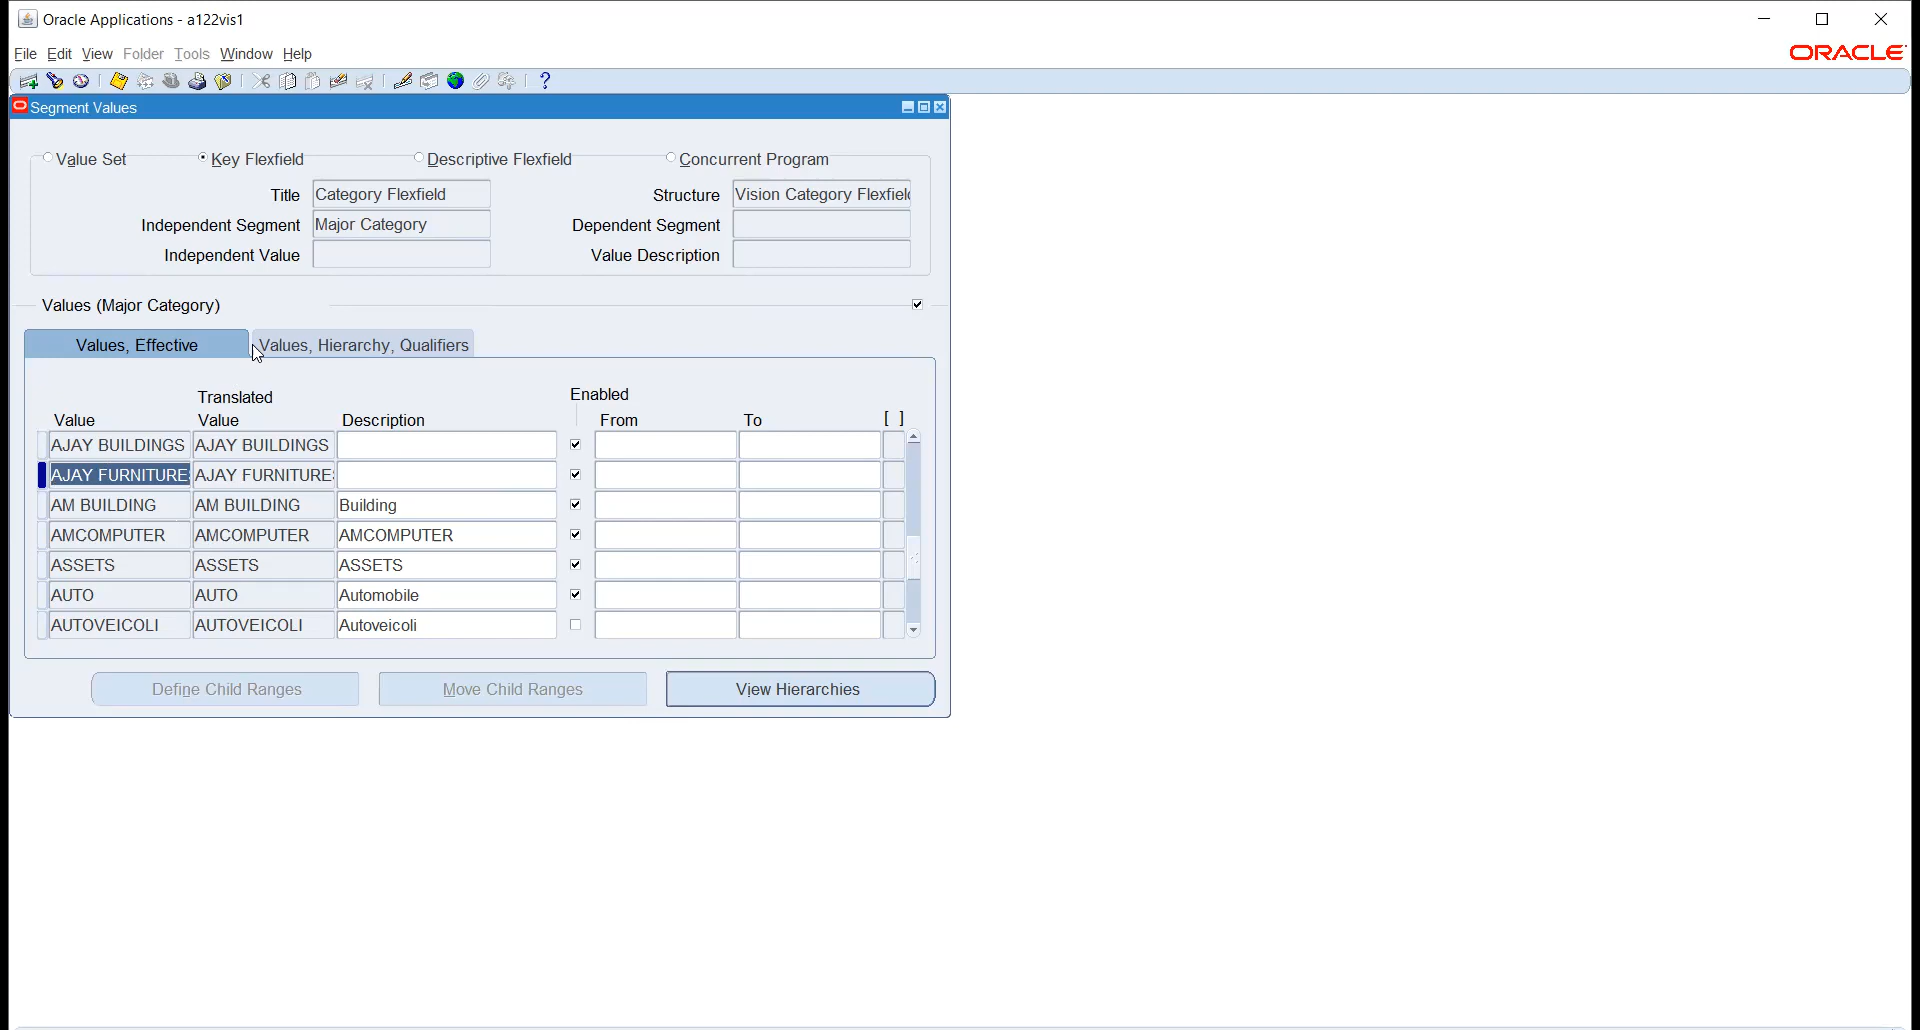 Oracle Applications - a122vis1
File Edit View Folder Tools Window Help
ORACLE
?
Segment Values
Value Set Key Flexfield Descriptive Flexfield Concurrent Program
Title Category Flexfield Structure Vision Category Flexfield
Independent Segment Major Category Dependent Segment
Independent Value Value Description
Values (Major Category)
Values, Effective Values, Hierarchy, Qualifiers
Translated Enabled
Value Value Description From To [ ]
AJAY BUILDINGS AJAY BUILDINGS
AJAY FURNITURE AJAY FURNITURE
AM BUILDING AM BUILDING Building
AMCOMPUTER AMCOMPUTER AMCOMPUTER
ASSETS ASSETS ASSETS
AUTO AUTO Automobile
AUTOVEICOLI AUTOVEICOLI Autoveicoli
Define Child Ranges Move Child Ranges View Hierarchies